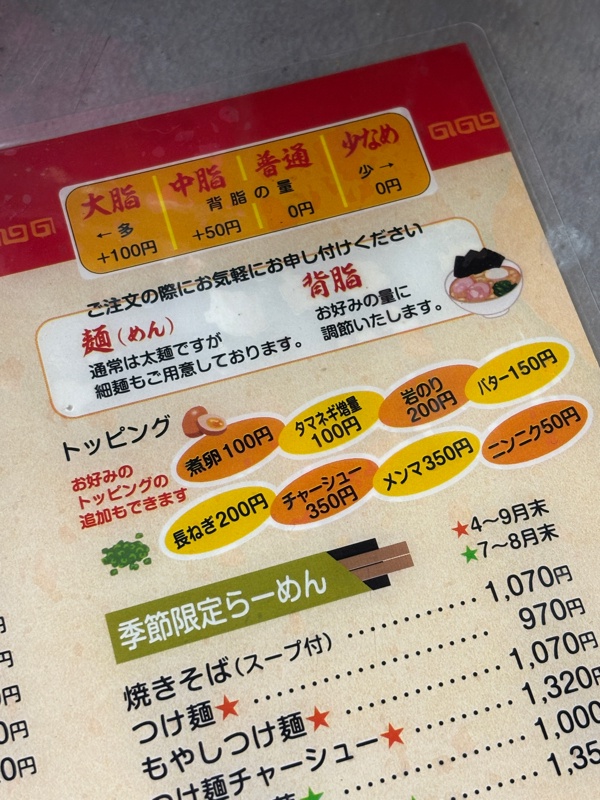 大脂 中脂 普通 少なめ
背脂の量
←多 少→
+100円 +50円 0円 0円
ご注文の際にお気軽にお申し付けください
麺(めん)
通常は太麺ですが
細麺もご用意しております。
背脂
お好みの量に
調節いたします。
トッピング
お好みの
トッピングの
追加もできます
煮卵100円
タマネギ増量
100円
岩のり
200円
バター150円
長ねぎ200円
チャーシュー
350円
メンマ350円
ニンニク50円
★4〜9月末
★7〜8月末
季節限定らーめん
焼きそば(スープ付)………1,070円
つけ麺★………970円
もやしつけ麺★………1,070円
つけ麺チャーシュー★………1,320円